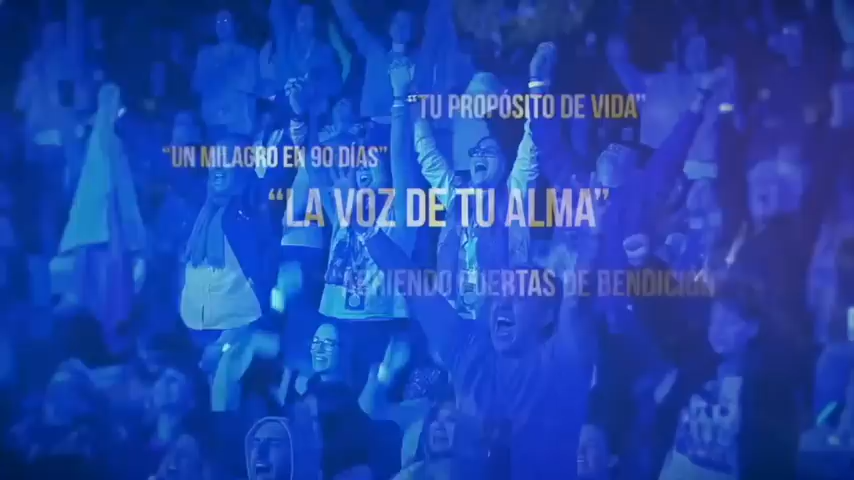 "TU PROPÓSITO DE VIDA"
"UN MILAGRO EN 90 DÍAS"
"LA VOZ DE TU ALMA"
DE BENDICIÓN